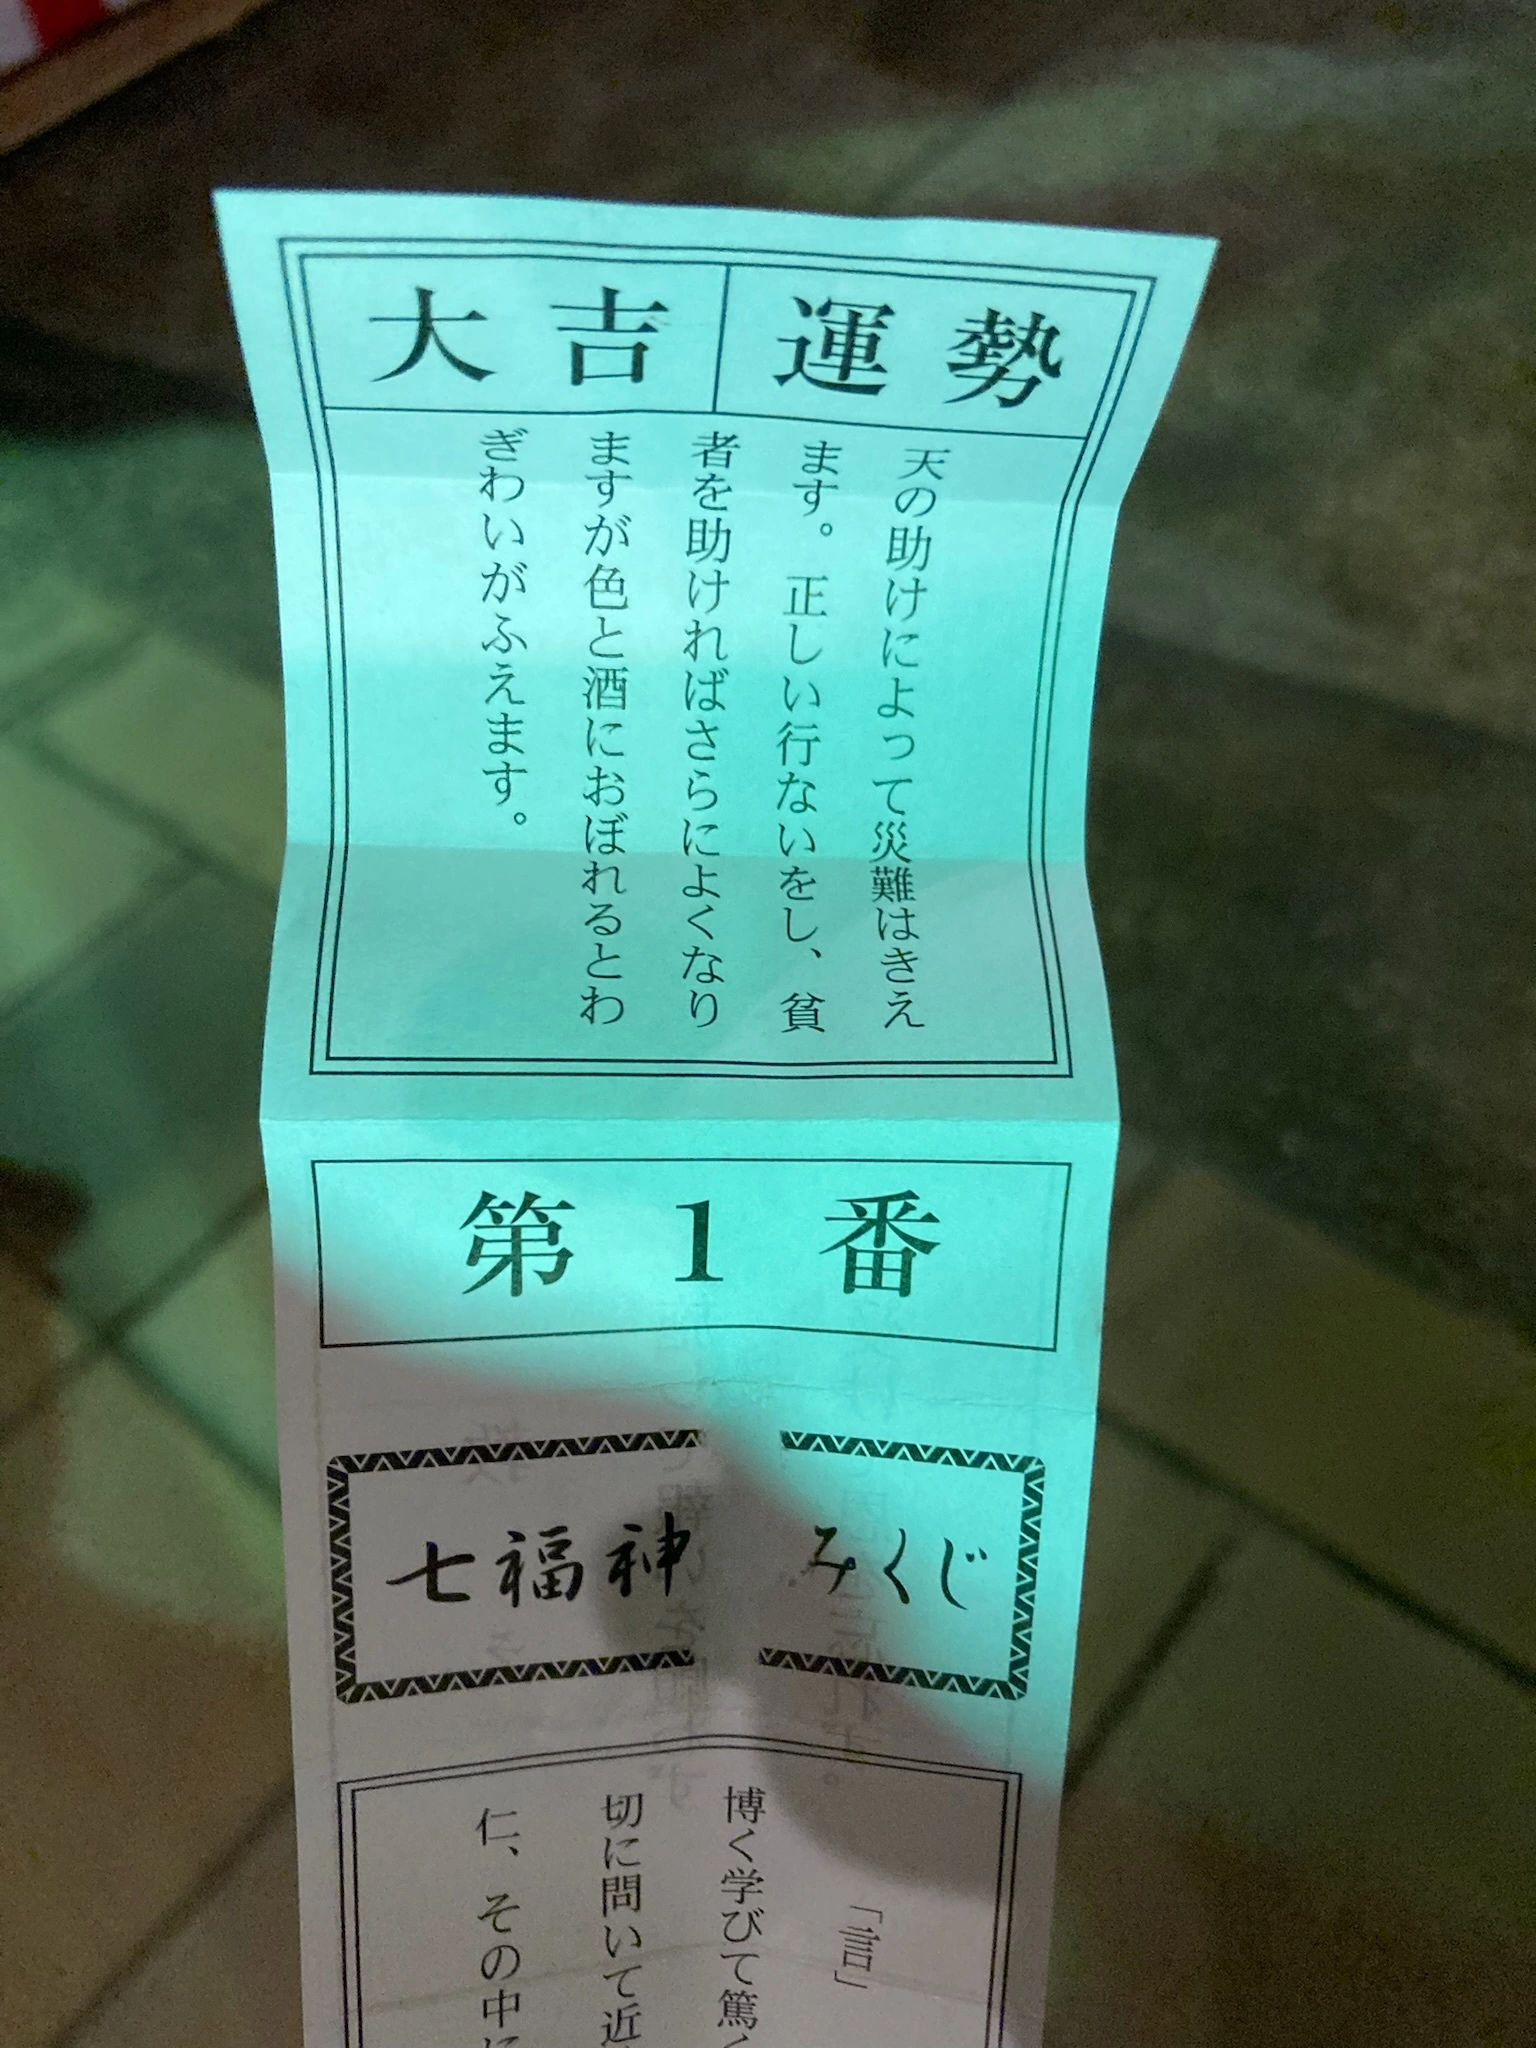 大吉
運勢
天の助けによって災難はきえ
ます。正しい行ないをし、貧
者を助ければさらによくなり
ますが色と酒におぼれるとわ
ぎわいがふえます。
第1番
七福神 みくじ
「言」
博く学びて篤く
切に問いて近
仁、その中に